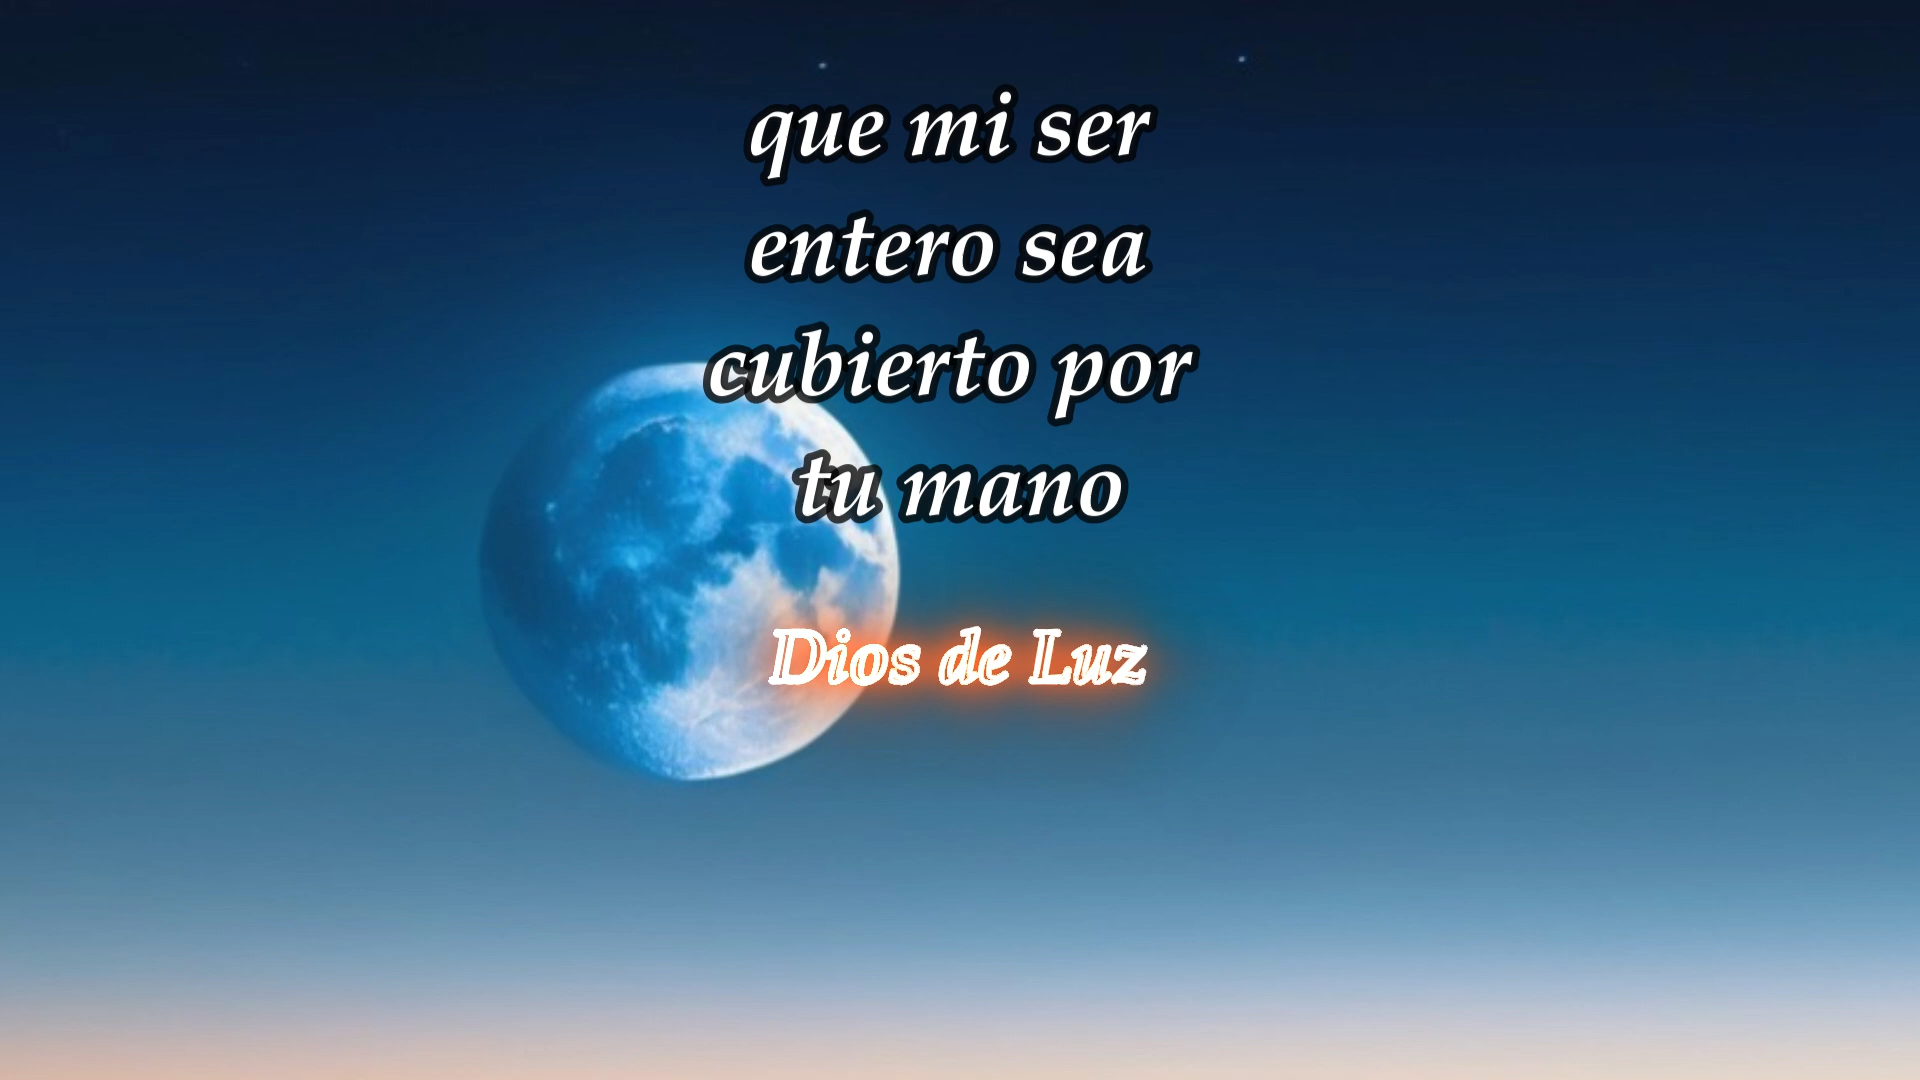 que mi ser
entero sea
cubierto por
tu mano
Dios de Luz